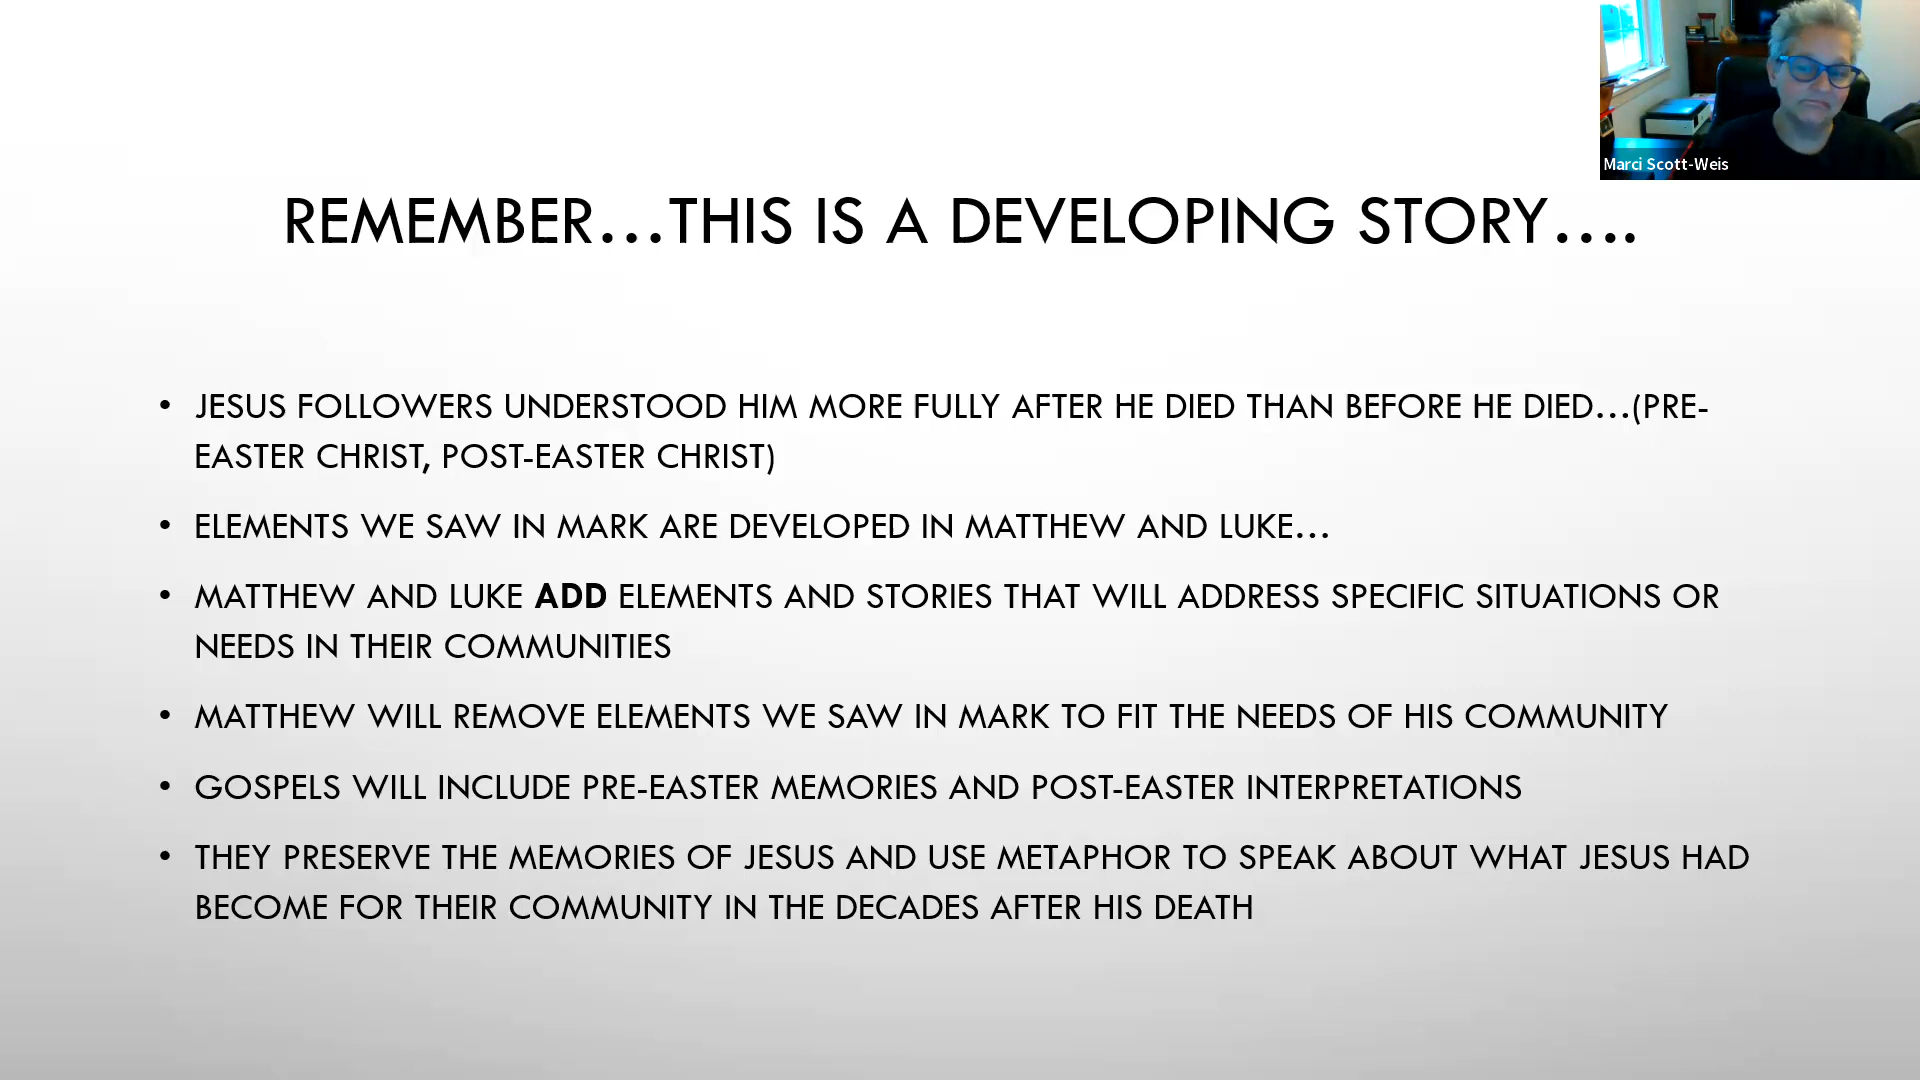 Marci Scott-Weis
REMEMBER...THIS IS A DEVELOPING STORY....
• JESUS FOLLOWERS UNDERSTOOD HIM MORE FULLY AFTER HE DIED THAN BEFORE HE DIED...(PRE-
EASTER CHRIST, POST-EASTER CHRIST)
• ELEMENTS WE SAW IN MARK ARE DEVELOPED IN MATTHEW AND LUKE...
• MATTHEW AND LUKE ADD ELEMENTS AND STORIES THAT WILL ADDRESS SPECIFIC SITUATIONS OR
NEEDS IN THEIR COMMUNITIES
• MATTHEW WILL REMOVE ELEMENTS WE SAW IN MARK TO FIT THE NEEDS OF HIS COMMUNITY
• GOSPELS WILL INCLUDE PRE-EASTER MEMORIES AND POST-EASTER INTERPRETATIONS
• THEY PRESERVE THE MEMORIES OF JESUS AND USE METAPHOR TO SPEAK ABOUT WHAT JESUS HAD
BECOME FOR THEIR COMMUNITY IN THE DECADES AFTER HIS DEATH